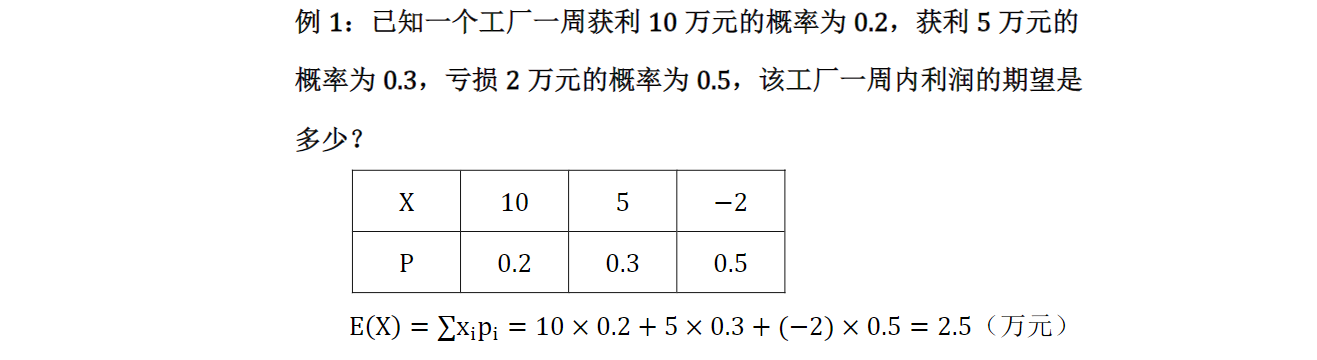 例 1：已知一个工厂一周获利 10 万元的概率为 0.2，获利 5 万元的
概率为 0.3，亏损 2 万元的概率为 0.5，该工厂一周内利润的期望是
多少？
X 10 5 −2
P 0.2 0.3 0.5
E(X) = ∑xᵢpᵢ = 10 × 0.2 + 5 × 0.3 + (−2) × 0.5 = 2.5（万元）